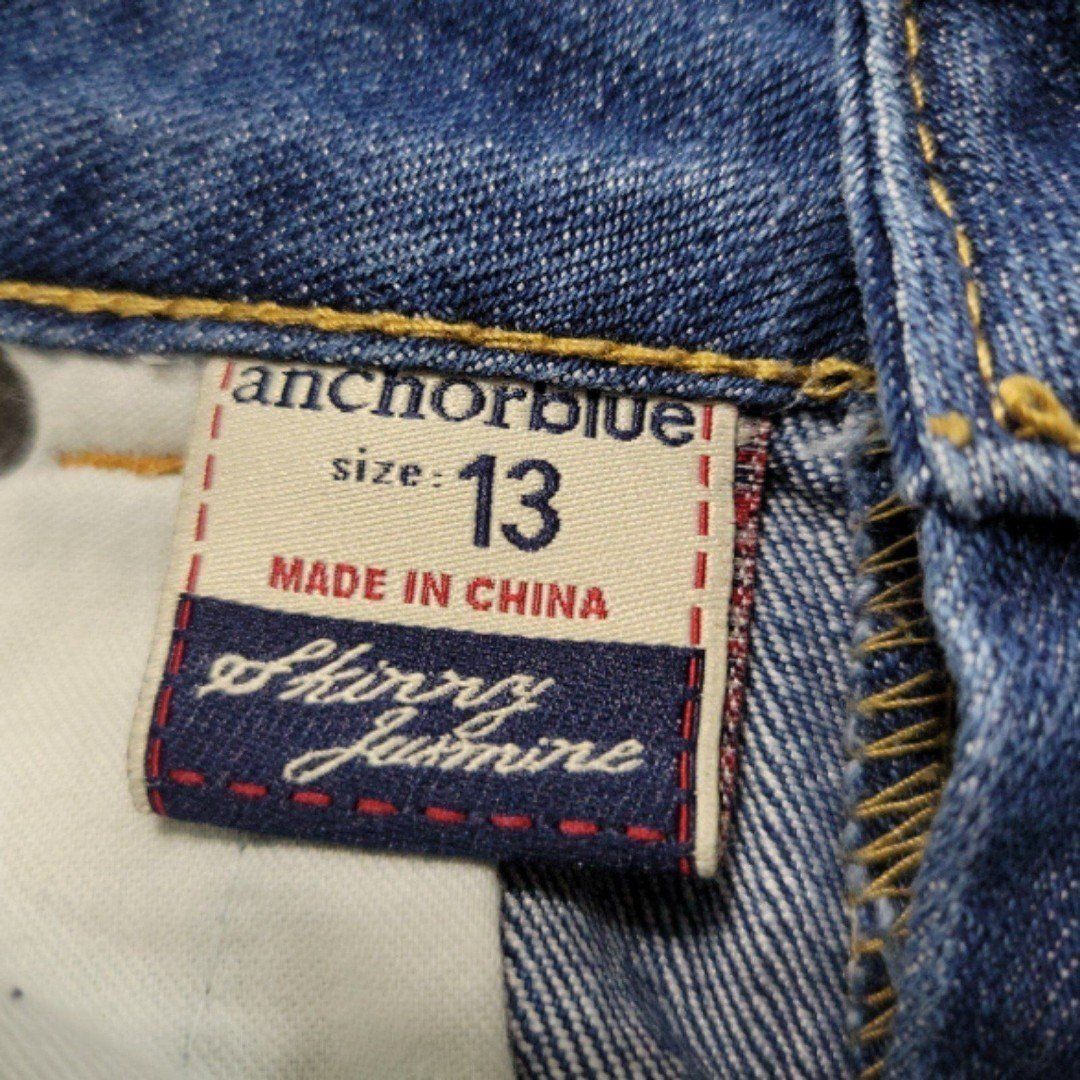 anchorblue
size: 13
MADE IN CHINA
Skinny
Jasmine